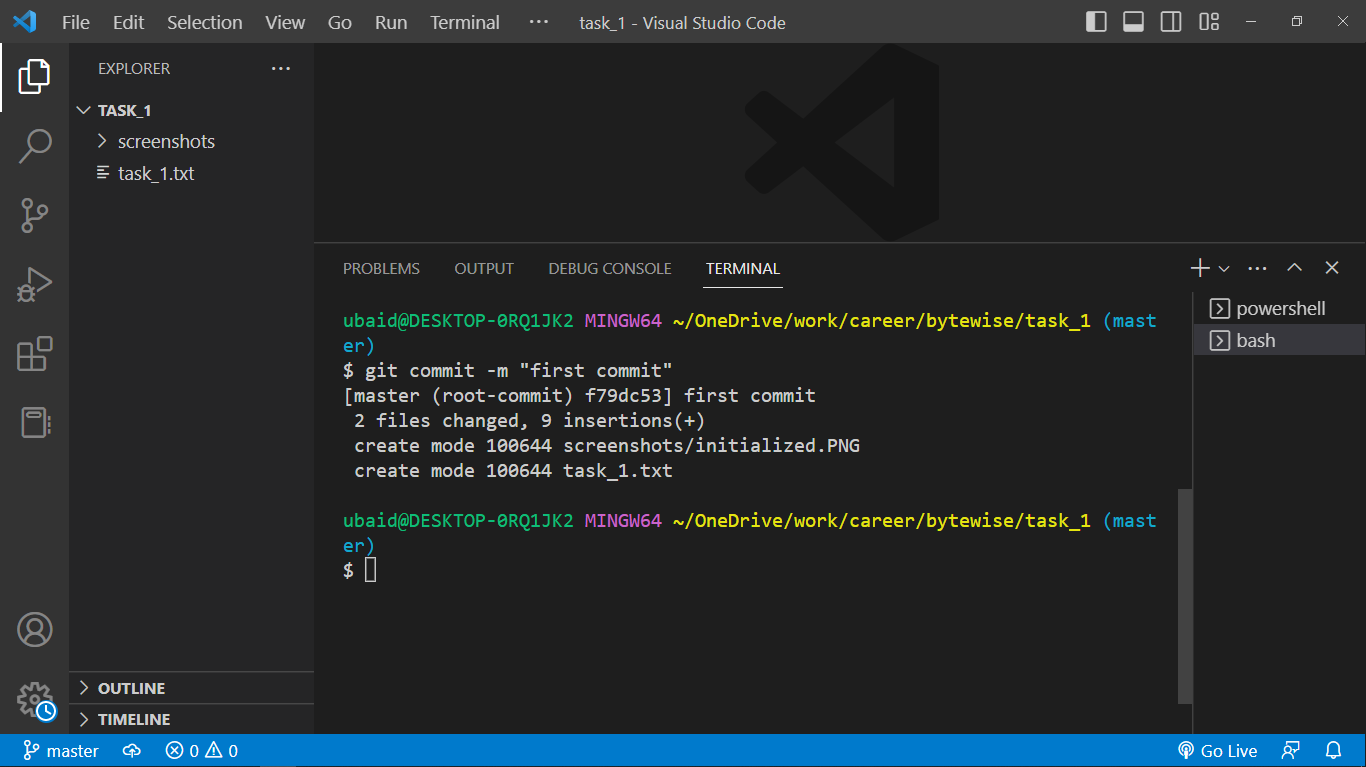 File Edit Selection View Go Run Terminal ··· task_1 - Visual Studio Code
EXPLORER ···
TASK_1
screenshots
task_1.txt
OUTLINE
TIMELINE
PROBLEMS OUTPUT DEBUG CONSOLE TERMINAL
ubaid@DESKTOP-0RQ1JK2 MINGW64 ~/OneDrive/work/career/bytewise/task_1 (mast
er)
$ git commit -m "first commit"
[master (root-commit) f79dc53] first commit
 2 files changed, 9 insertions(+)
 create mode 100644 screenshots/initialized.PNG
 create mode 100644 task_1.txt
ubaid@DESKTOP-0RQ1JK2 MINGW64 ~/OneDrive/work/career/bytewise/task_1 (mast
er)
$
powershell
bash
master 0 0 Go Live